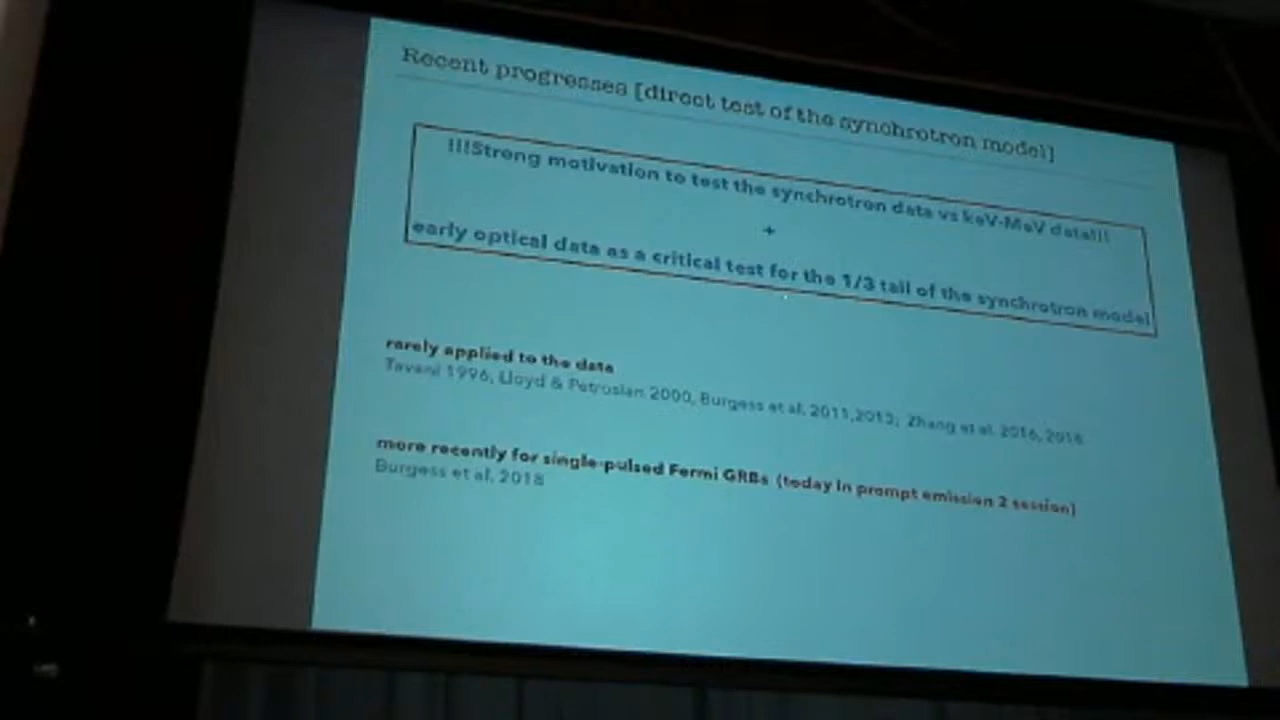 Recent progresses [direct test of the synchrotron model]
!!!Strong motivation to test the synchrotron data vs keV-MeV data!!!
+
early optical data as a critical test for the 1/3 tail of the synchrotron model
rarely applied to the data
Tavani 1996, Lloyd & Petrosian 2000, Burgess et al. 2011, Zhang et al. 2016, 2018
more recently for single-pulsed Fermi GRBs (today in prompt emission 2 session)
Burgess et al. 2018